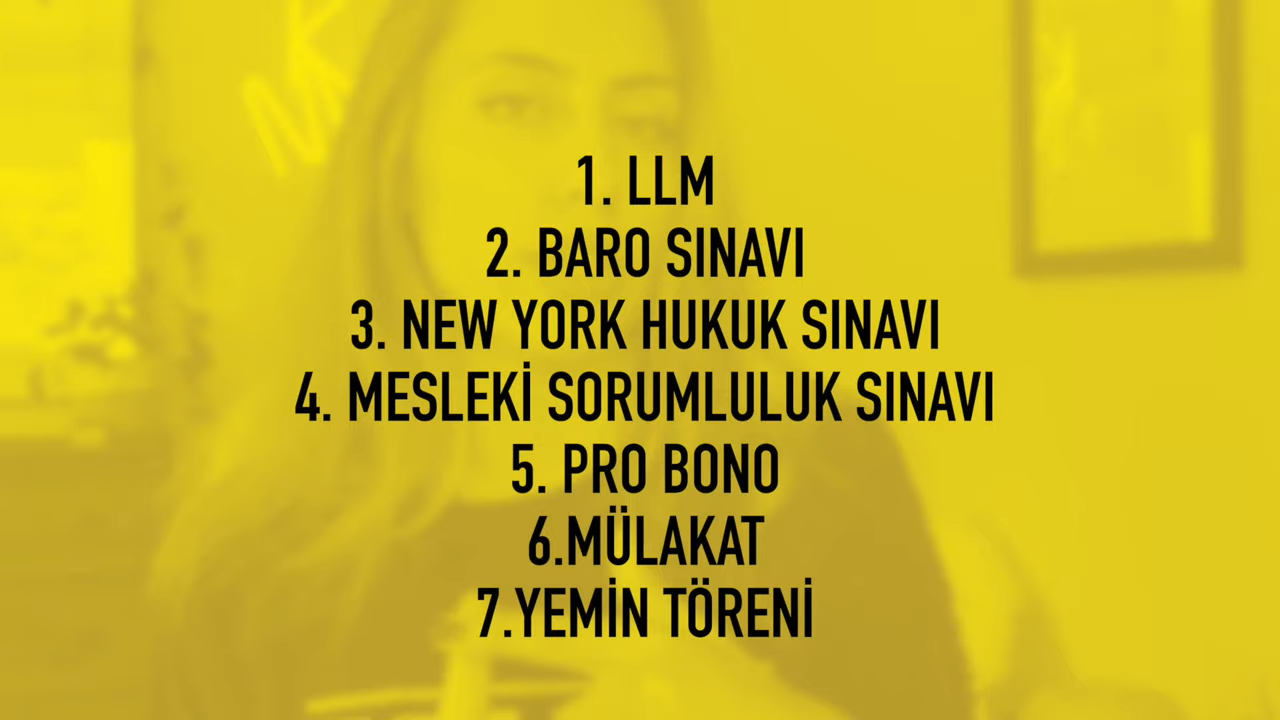 1. LLM
2. BARO SINAVI
3. NEW YORK HUKUK SINAVI
4. MESLEKİ SORUMLULUK SINAVI
5. PRO BONO
6.MÜLAKAT
7.YEMİN TÖRENİ